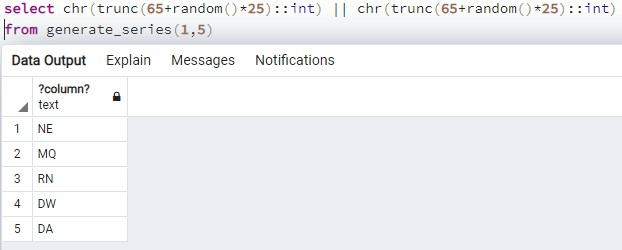 select chr(trunc(65+random()*25)::int) || chr(trunc(65+random()*25)::int)
from generate_series(1,5)
Data Output Explain Messages Notifications
?column?
text
1 NE
2 MQ
3 RN
4 DW
5 DA